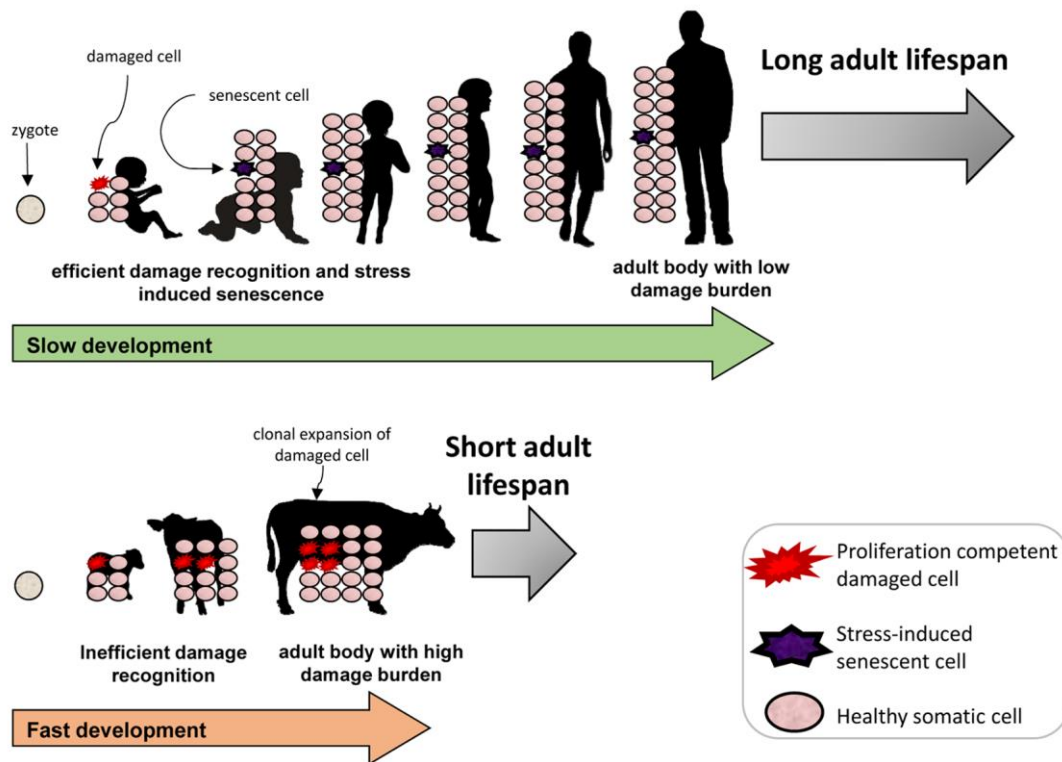 damaged cell
zygote
senescent cell
Long adult lifespan
efficient damage recognition and stress
induced senescence
adult body with low
damage burden
Slow development
clonal expansion of
damaged cell
Short adult
lifespan
Inefficient damage
recognition
adult body with high
damage burden
Fast development
Proliferation competent
damaged cell
Stress-induced
senescent cell
Healthy somatic cell